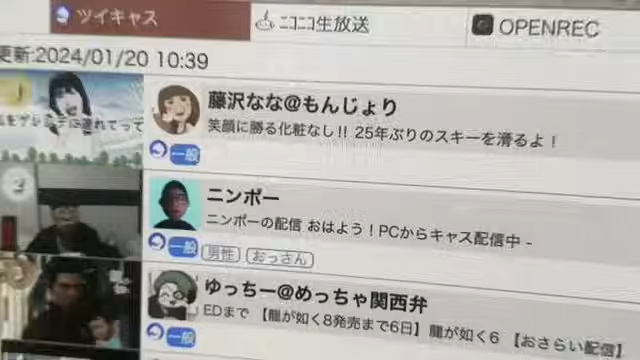 ツイキャス
ニコニコ生放送
OPENREC
更新:2024/01/20 10:39
藤沢なな@もんじょり
笑顔に勝る化粧なし!! 25年ぶりのスキーを滑るよ!
一般
ニンポー
ニンポーの配信 おはよう!PCからキャス配信中 -
一般 男性 おっさん
ゆっちー@めっちゃ関西弁
EDまで 【龍が如く8発売まで6日】龍が如く6 【おさらい配信】
一般